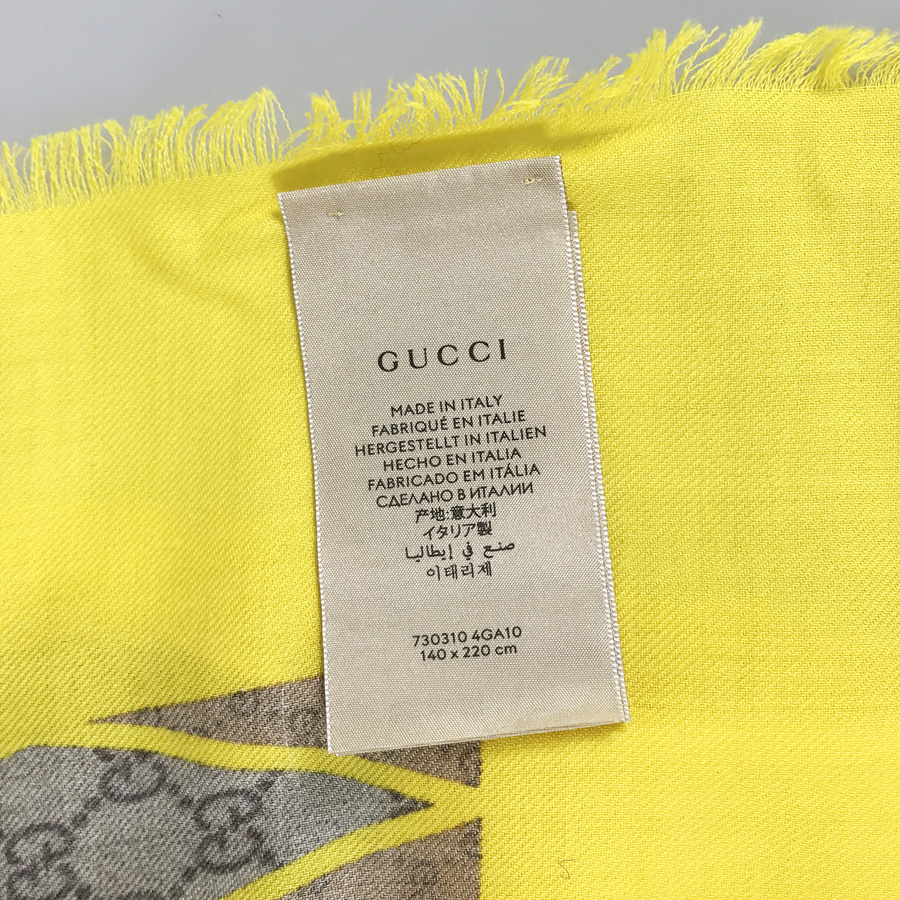 GUCCI
MADE IN ITALY
FABRIQUÉ EN ITALIE
HERGESTELLT IN ITALIEN
HECHO EN ITALIA
FABRICADO EM ITÁLIA
СДЕЛАНО В ИТАЛИИ
产地:意大利
イタリア製
صنع في إيطاليا
이태리제
730310 4GA10
140 x 220 cm